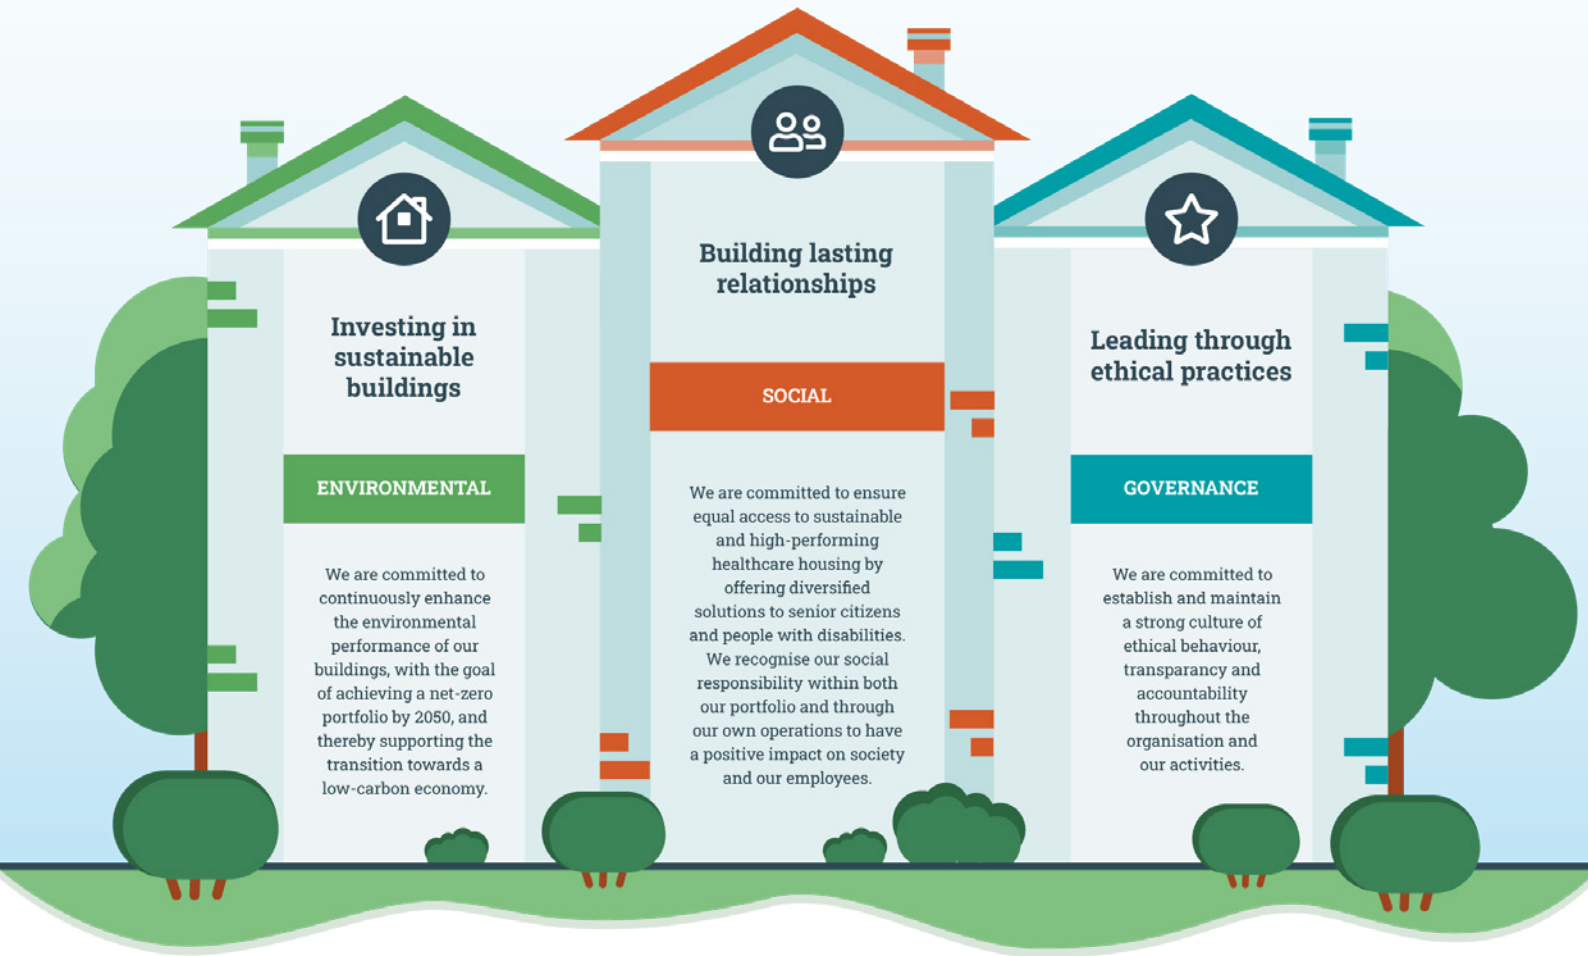 Investing in
sustainable
buildings
ENVIRONMENTAL
We are committed to
continuously enhance
the environmental
performance of our
buildings, with the goal
of achieving a net-zero
portfolio by 2050, and
thereby supporting the
transition towards a
low-carbon economy.
Building lasting
relationships
SOCIAL
We are committed to ensure
equal access to sustainable
and high-performing
healthcare housing by
offering diversified
solutions to senior citizens
and people with disabilities.
We recognise our social
responsibility within both
our portfolio and through
our own operations to have
a positive impact on society
and our employees.
Leading through
ethical practices
GOVERNANCE
We are committed to
establish and maintain
a strong culture of
ethical behaviour,
transparancy and
accountability
throughout the
organisation and
our activities.